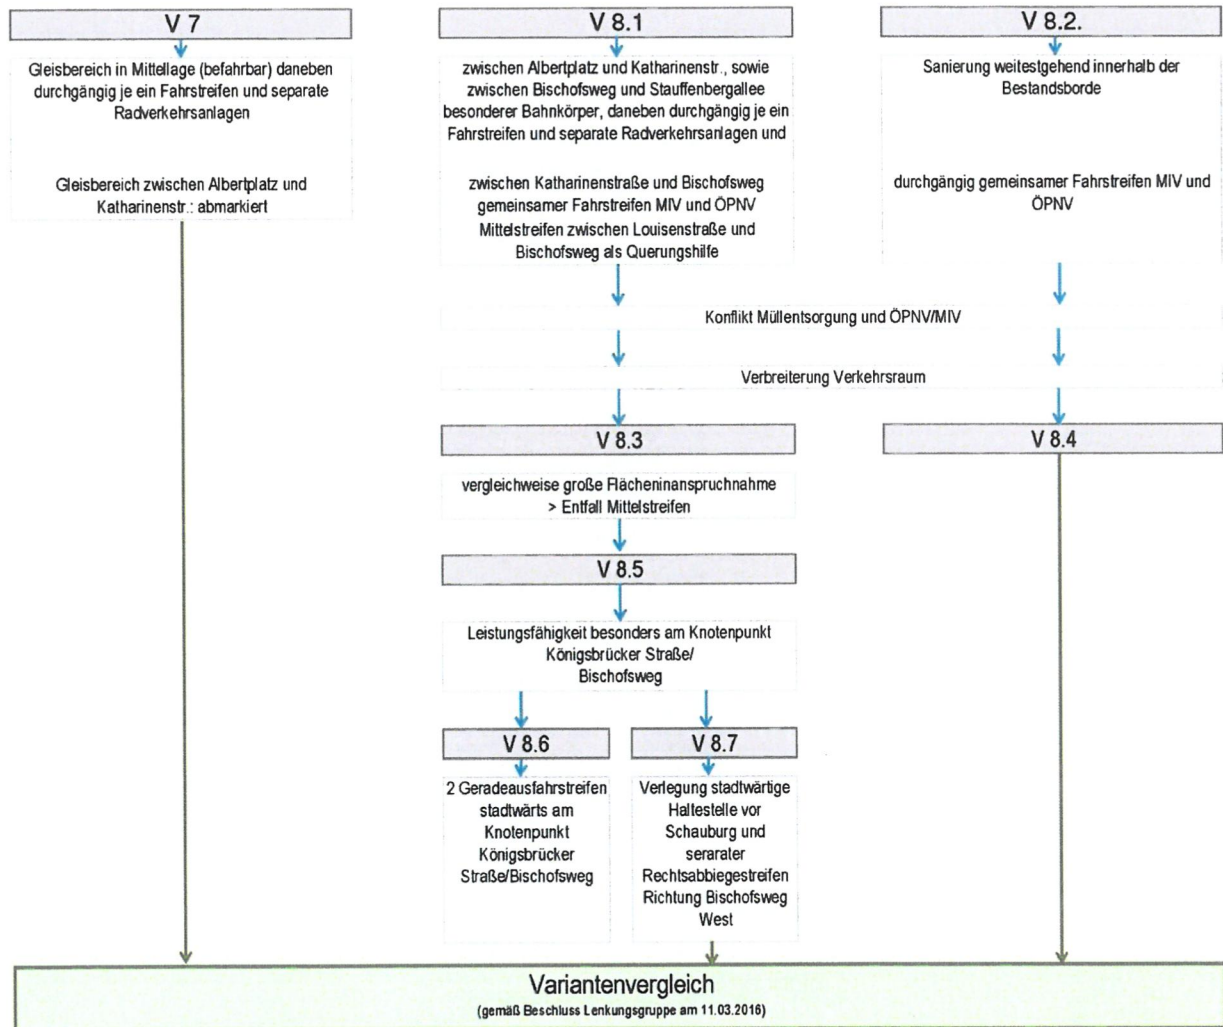 V 7
Gleisbereich in Mittellage (befahrbar) daneben
durchgängig je ein Fahrstreifen und separate
Radverkehrsanlagen
Gleisbereich zwischen Albertplatz und
Katharinenstr.: abmarkiert
V 8.1
zwischen Albertplatz und Katharinenstr., sowie
zwischen Bischofsweg und Stauffenbergallee
besonderer Bahnkörper, daneben durchgängig je ein
Fahrstreifen und separate Radverkehrsanlagen und
zwischen Katharinenstraße und Bischofsweg
gemeinsamer Fahrstreifen MIV und ÖPNV
Mittelstreifen zwischen Louisenstraße und
Bischofsweg als Querungshilfe
V 8.2.
Sanierung weitestgehend innerhalb der
Bestandsborde
durchgängig gemeinsamer Fahrstreifen MIV und
ÖPNV
Konflikt Müllentsorgung und ÖPNV/MIV
Verbreiterung Verkehrsraum
V 8.3
V 8.4
vergleichweise große Flächeninanspruchnahme
> Entfall Mittelstreifen
V 8.5
Leistungsfähigkeit besonders am Knotenpunkt
Königsbrücker Straße/
Bischofsweg
V 8.6
2 Geradeausfahrstreifen
stadtwärts am
Knotenpunkt
Königsbrücker
Straße/Bischofsweg
V 8.7
Verlegung stadtwärtige
Haltestelle vor
Schauburg und
serarater
Rechtsabbiegestreifen
Richtung Bischofsweg
West
Variantenvergleich
(gemäß Beschluss Lenkungsgruppe am 11.03.2016)